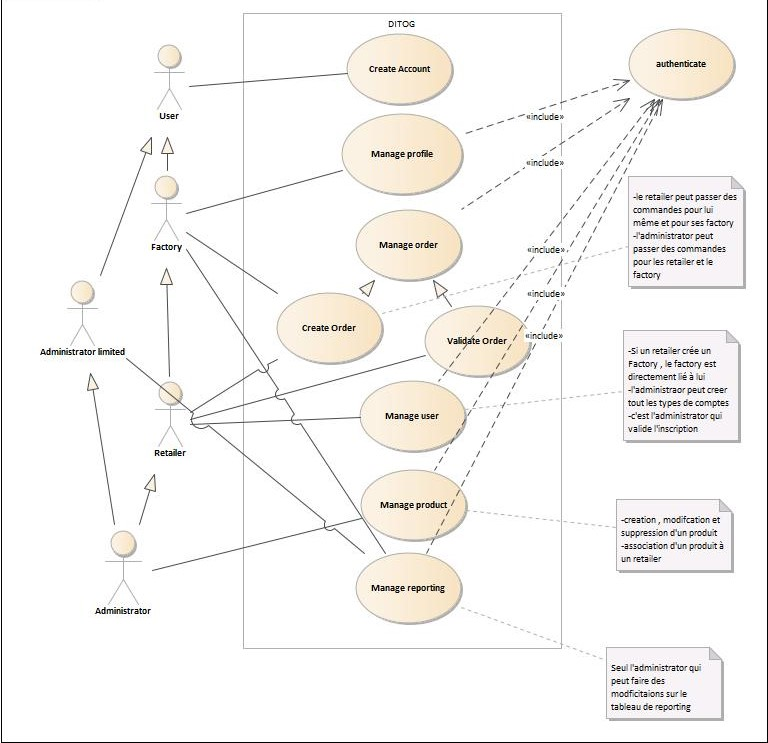 DITOG
Create Account
authenticate
User
«include»
Manage profile
«include»
Factory
Manage order
-le retailer peut passer des
commandes pour lui
même et pour ses factory
-l'administrator peut
passer des commandes
pour les retailer et le
factory
«include»
«include»
Create Order
Validate Order
«include»
Administrator limited
-Si un retailer crée un
Factory , le factory est
directement lié à lui
-l'administraor peut creer
tout les types de comptes
-c'est l'administrator qui
valide l'inscription
Manage user
Retailer
Manage product
-creation , modifcation et
suppression d'un produit
-association d'un produit à
un retailer
Manage reporting
Administrator
Seul l'administrator qui
peut faire des
modficitaions sur le
tableau de reporting